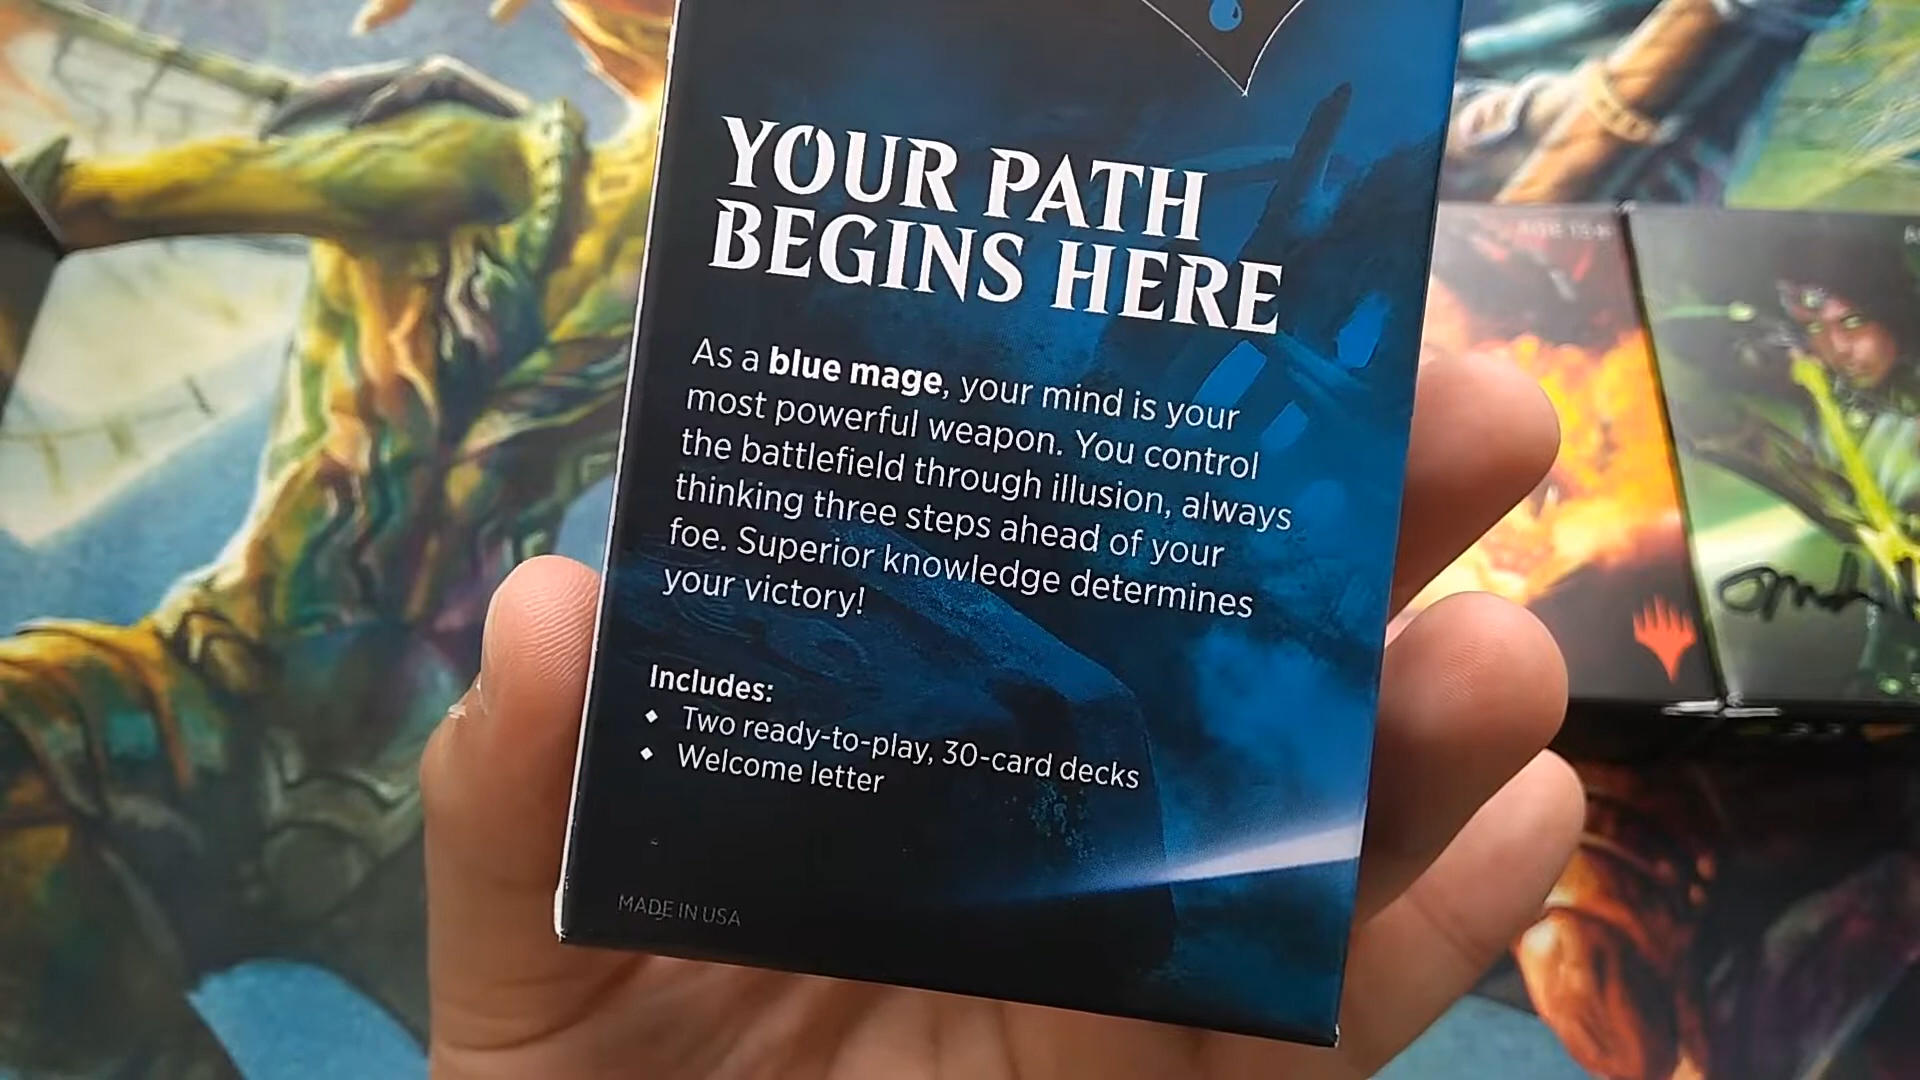 YOUR PATH
BEGINS HERE
As a blue mage, your mind is your
most powerful weapon. You control
the battlefield through illusion, always
thinking three steps ahead of your
foe. Superior knowledge determines
your victory!
Includes:
◆ Two ready-to-play, 30-card decks
◆ Welcome letter
MADE IN USA